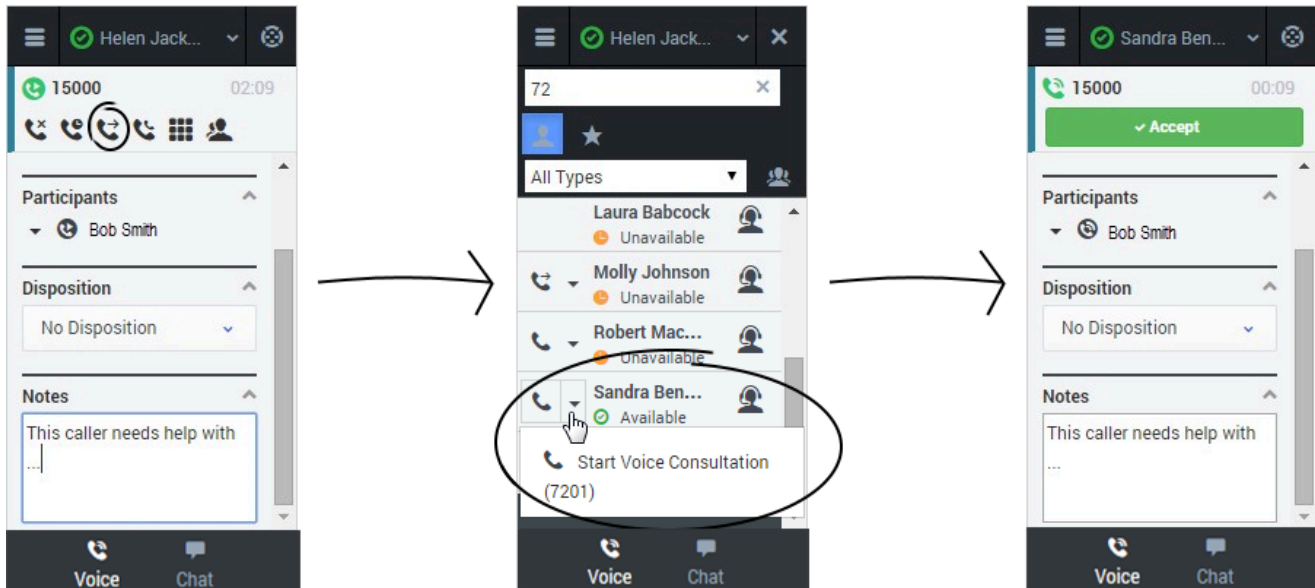 Helen Jack...
15000 02:09
Participants
Bob Smith
Disposition
No Disposition
Notes
This caller needs help with
...
Voice Chat
Helen Jack...
72
All Types
Laura Babcock
Unavailable
Molly Johnson
Unavailable
Robert Mac...
Unavailable
Sandra Ben...
Available
Start Voice Consultation
(7201)
Voice Chat
Sandra Ben...
15000 00:09
Accept
Participants
Bob Smith
Disposition
No Disposition
Notes
This caller needs help with
...
Voice Chat